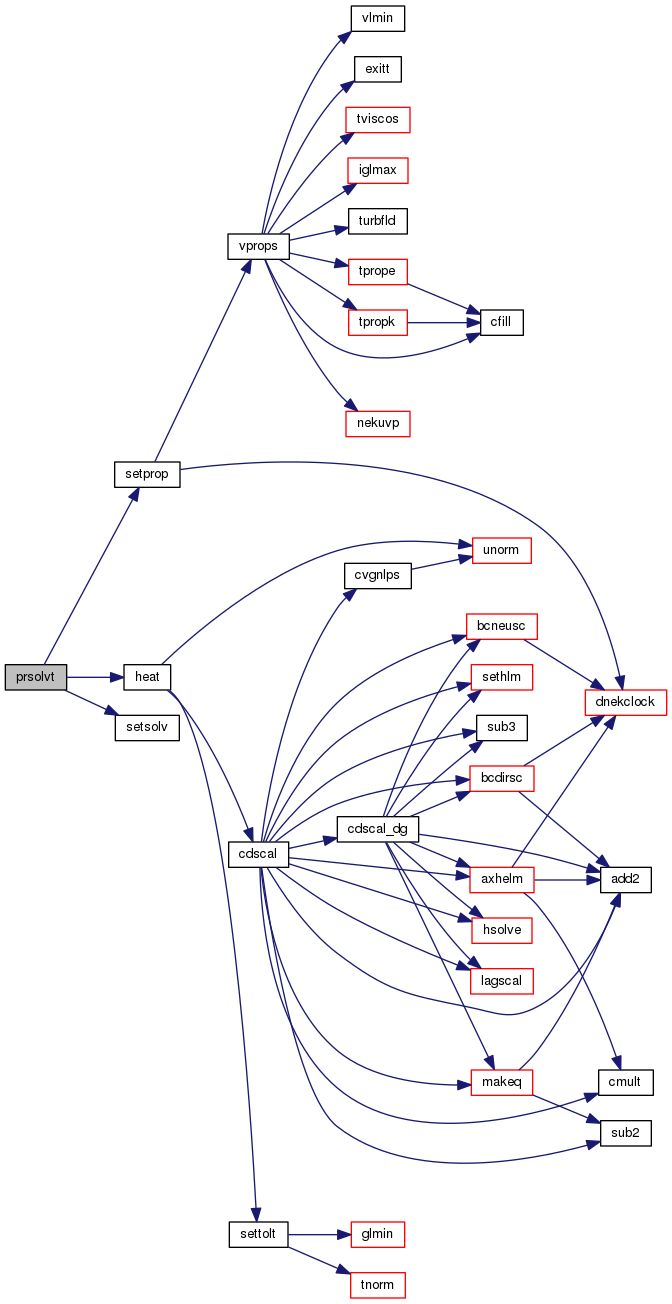 vlmin
exitt
tviscos
iglmax
turbfld
vprops
tprope
tpropk
cfill
nekuvp
setprop
unorm
cvgnlps
bcneusc
prsolvt
heat
sethlm
dnekclock
setsolv
sub3
bcdirsc
cdscal_dg
cdscal
axhelm
add2
hsolve
lagscal
makeq
cmult
sub2
settolt
glmin
tnorm